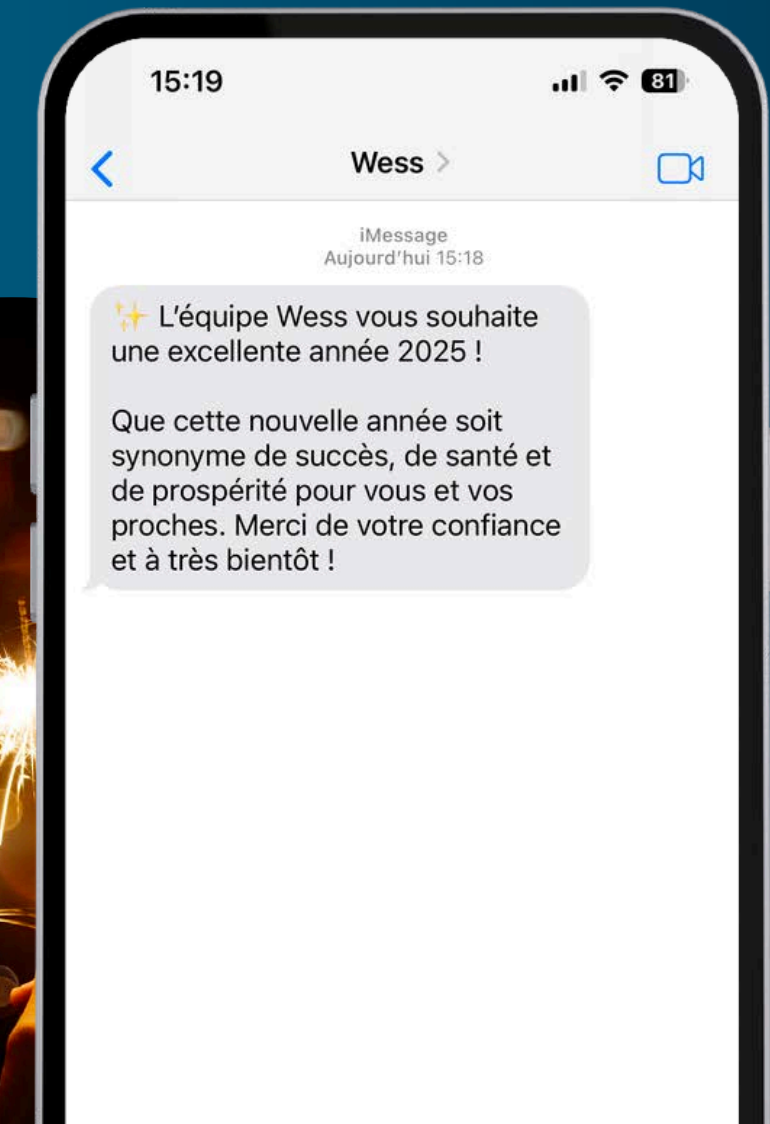 15:19
81
Wess
iMessage
Aujourd'hui 15:18
✨ L'équipe Wess vous souhaite
une excellente année 2025 !
Que cette nouvelle année soit
synonyme de succès, de santé et
de prospérité pour vous et vos
proches. Merci de votre confiance
et à très bientôt !